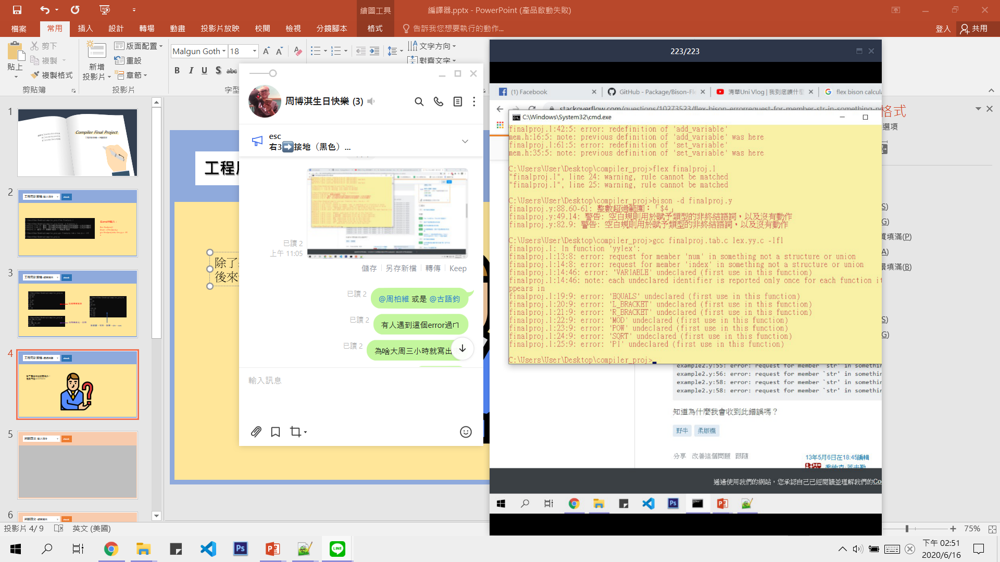 繪圖工具
編譯器.pptx - PowerPoint (產品啟動失敗)
檔案 常用 插入 設計 轉場 動畫 投影片放映 校閱 檢視 分鏡腳本 格式 告訴我您想要執行的動作...
登入 共用
貼上 剪下 複製 複製格式
剪貼簿
新增投影片 版面配置 重設 章節
投影片
Malgun Goth 18
B I U S abc
字型
文字方向
對齊文字
1
Compiler Final Project
2
3
4
5
6
工程
除了
後來
周博淇生日快樂 (3)
esc
右3➡接地（黑色）...
已讀 2
上午 11:05
儲存 另存新檔 轉傳 Keep
已讀 2
@周柏維 或是 @古語鈞
已讀 2
有人遇到這個error過ㄇ
已讀 2
為啥大周三小時就寫出
輸入訊息
223/223
(1) Facebook
GitHub - Package/Bison-Fle
清華Uni Vlog | 我到底讀什麼
flex bison calcula
stackoverflow.com/questions/10273523/flex-bison-errorrequest-for-member-str-in-something-no
C:\Windows\System32\cmd.exe
finalproj.l:42:5: error: redefinition of 'add_variable'
mem.h:16:5: note: previous definition of 'add_variable' was here
finalproj.l:61:5: error: redefinition of 'set_variable'
mem.h:35:5: note: previous definition of 'set_variable' was here
C:\Users\User\Desktop\compiler_proj>flex finalproj.l
"finalproj.l", line 24: warning, rule cannot be matched
"finalproj.l", line 25: warning, rule cannot be matched
C:\Users\User\Desktop\compiler_proj>bison -d finalproj.y
finalproj.y:88.60-61: 整數超過範圍：「$4」
finalproj.y:49.14: 警告: 空白規則用於賦予類型的非終結語詞，以及沒有動作
finalproj.y:82.9: 警告: 空白規則用於賦予類型的非終結語詞，以及沒有動作
C:\Users\User\Desktop\compiler_proj>gcc finalproj.tab.c lex.yy.c -lfl
finalproj.l: In function 'yylex':
finalproj.l:13:8: error: request for member 'num' in something not a structure or union
finalproj.l:14:8: error: request for member 'index' in something not a structure or union
finalproj.l:14:46: error: 'VARIABLE' undeclared (first use in this function)
finalproj.l:14:46: note: each undeclared identifier is reported only once for each function it
ppears in
finalproj.l:19:9: error: 'EQUALS' undeclared (first use in this function)
finalproj.l:20:9: error: 'L_BRACKET' undeclared (first use in this function)
finalproj.l:21:9: error: 'R_BRACKET' undeclared (first use in this function)
finalproj.l:22:9: error: 'MOD' undeclared (first use in this function)
finalproj.l:23:9: error: 'POW' undeclared (first use in this function)
finalproj.l:24:9: error: 'SQRT' undeclared (first use in this function)
finalproj.l:25:9: error: 'PI' undeclared (first use in this function)
C:\Users\User\Desktop\compiler_proj>
example2.y:55: error: request for member `str' in somethin
example2.y:56: error: request for member `str' in somethin
example2.y:58: error: request for member `str' in somethin
example2.y:58: error: request for member `str' in somethin
知道為什麼我會收到此錯誤嗎？
野牛 柔版機
分享 改善這個問題 跟隨
13年5月6日在18:45編輯
通過使用我們的網站，您承認自己已經閱讀並理解我們的Co
格式
選項
S)
G)
填滿(P)
A)
填滿(B)
S)
G)
投影片 4/ 9 英文 (美國)
75%
下午 02:51
2020/6/16